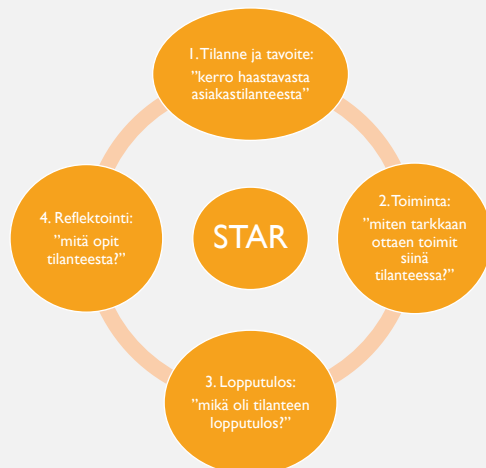 1. Tilanne ja tavoite:
”kerro haastavasta
asiakastilanteesta”
2. Toiminta:
”miten tarkkaan
ottaen toimit
siinä
tilanteessa?”
3. Lopputulos:
”mikä oli tilanteen
lopputulos?”
4. Reflektointi:
”mitä opit
tilanteesta?”
STAR